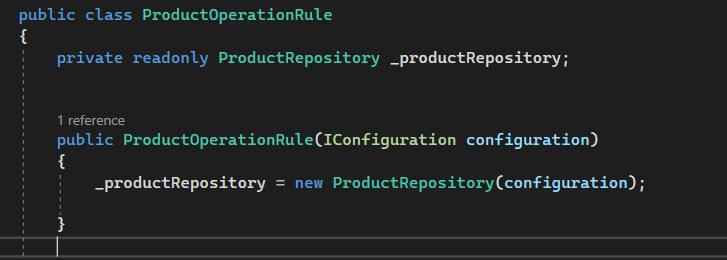 public class ProductOperationRule
{
private readonly ProductRepository _productRepository;
1 reference
public ProductOperationRule(IConfiguration configuration)
{
_productRepository = new ProductRepository(configuration);
}